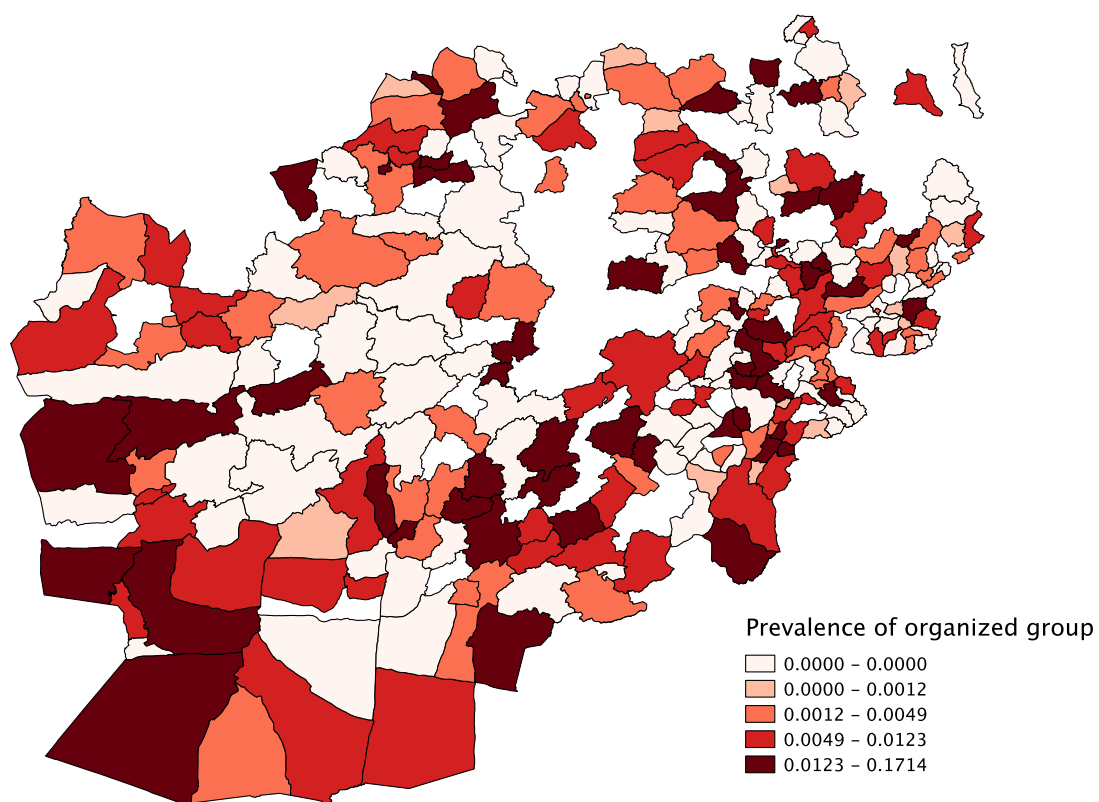 Prevalence of organized group
0.0000 – 0.0000
0.0000 – 0.0012
0.0012 – 0.0049
0.0049 – 0.0123
0.0123 – 0.1714